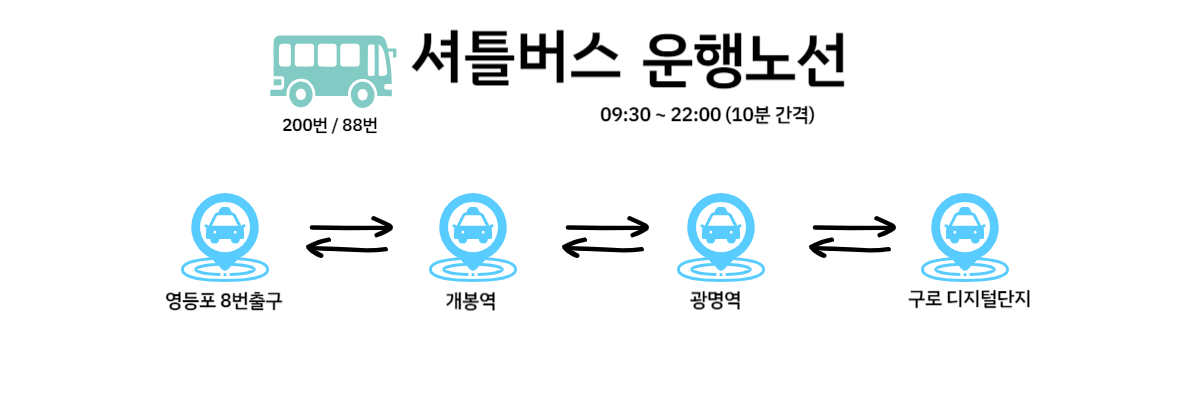 셔틀버스 운행노선
09:30 ~ 22:00 (10분 간격)
200번 / 88번
영등포 8번출구
개봉역
광명역
구로 디지털단지